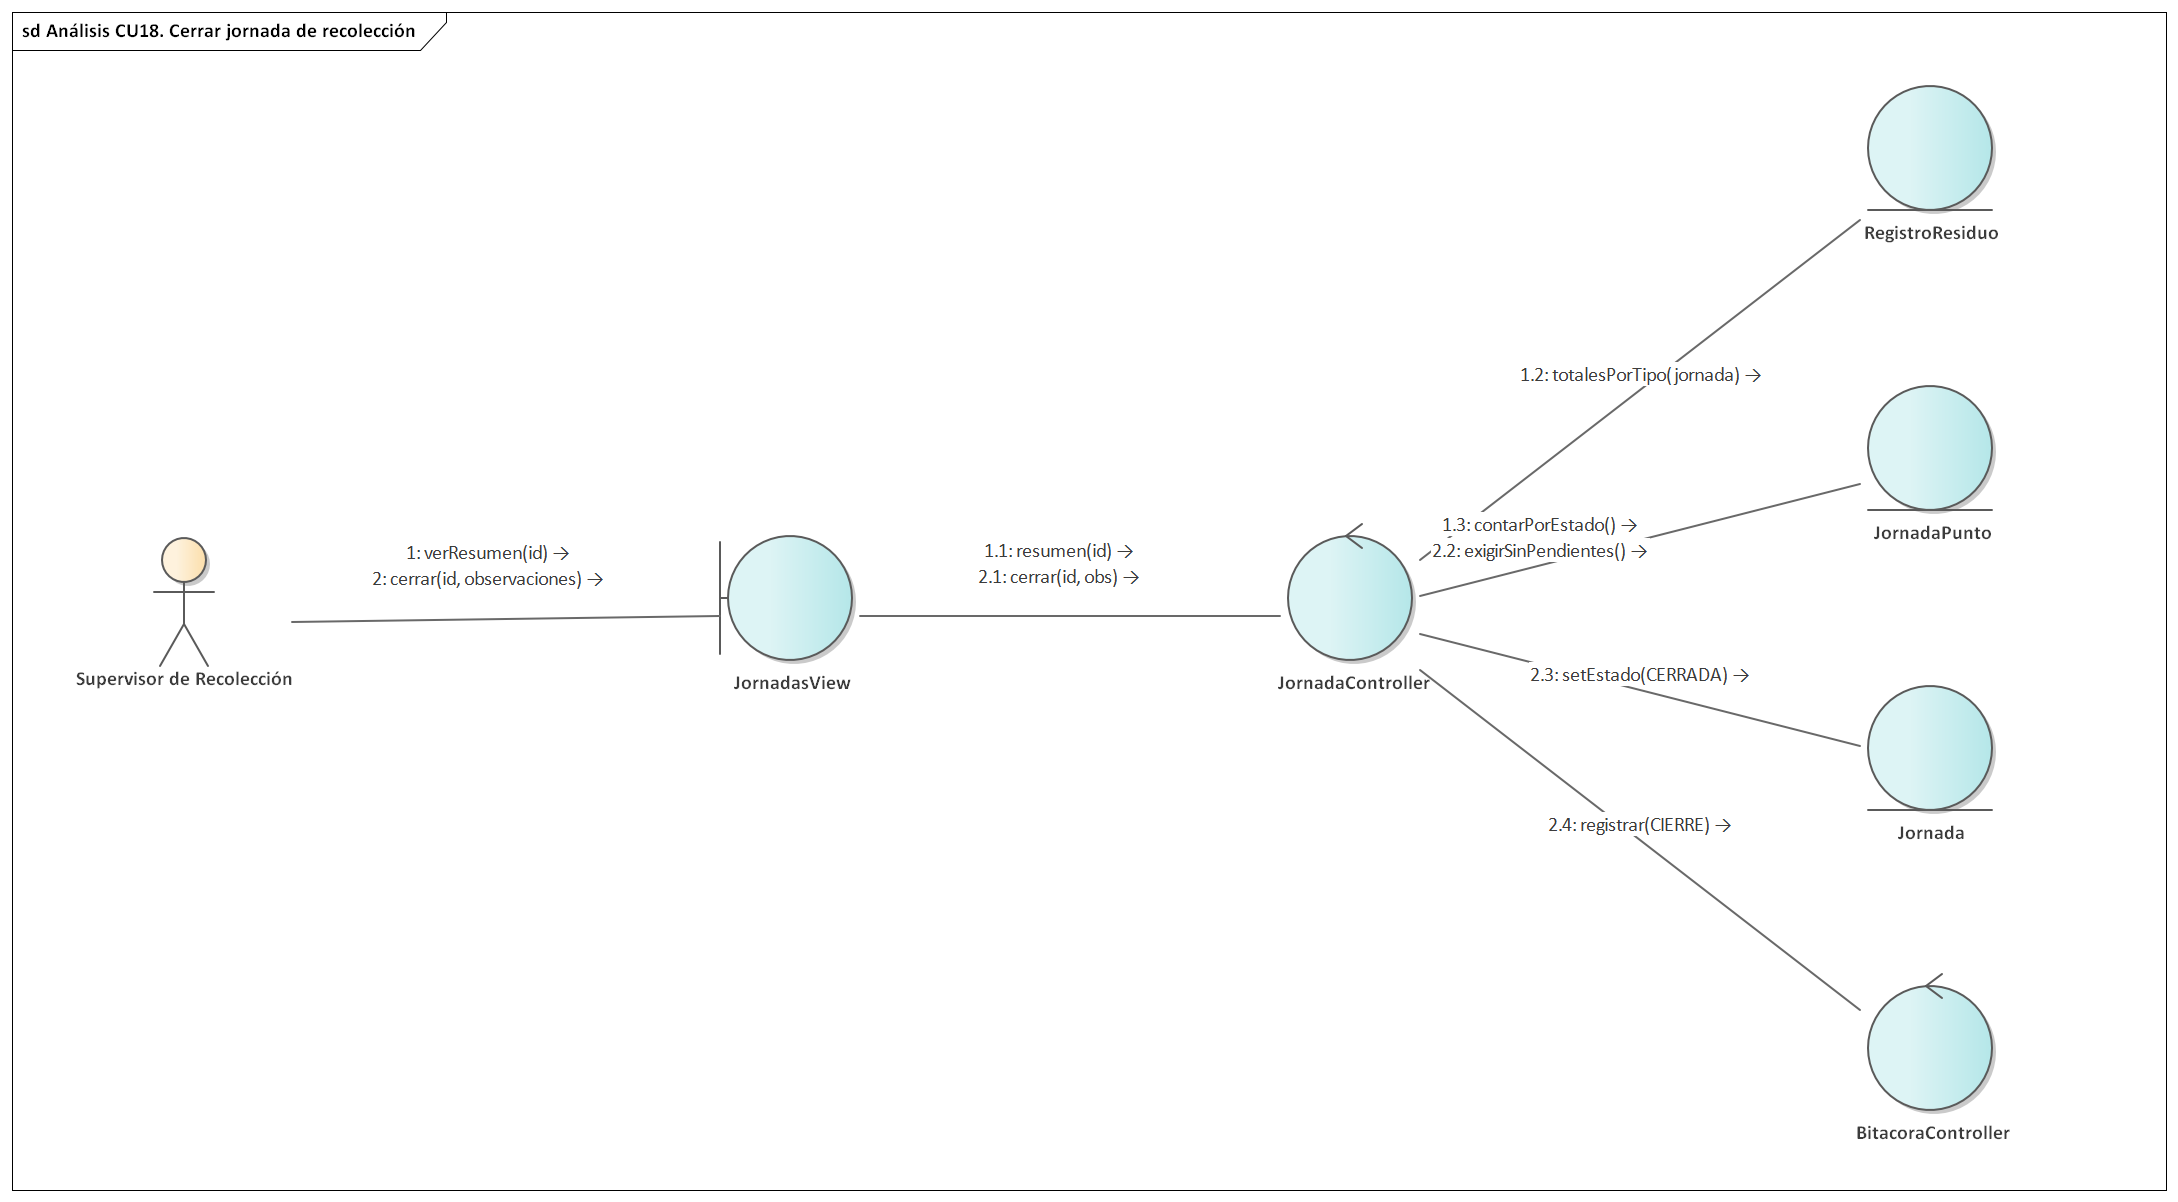 sd Análisis CU18. Cerrar jornada de recolección
RegistroResiduo
1.2: totalesPorTipo(jornada) →
1.3: contarPorEstado() →
2.2: exigirSinPendientes() →
JornadaPunto
1: verResumen(id) →
2: cerrar(id, observaciones) →
1.1: resumen(id) →
2.1: cerrar(id, obs) →
Supervisor de Recolección
JornadasView
JornadaController
2.3: setEstado(CERRADA) →
Jornada
2.4: registrar(CIERRE) →
BitacoraController